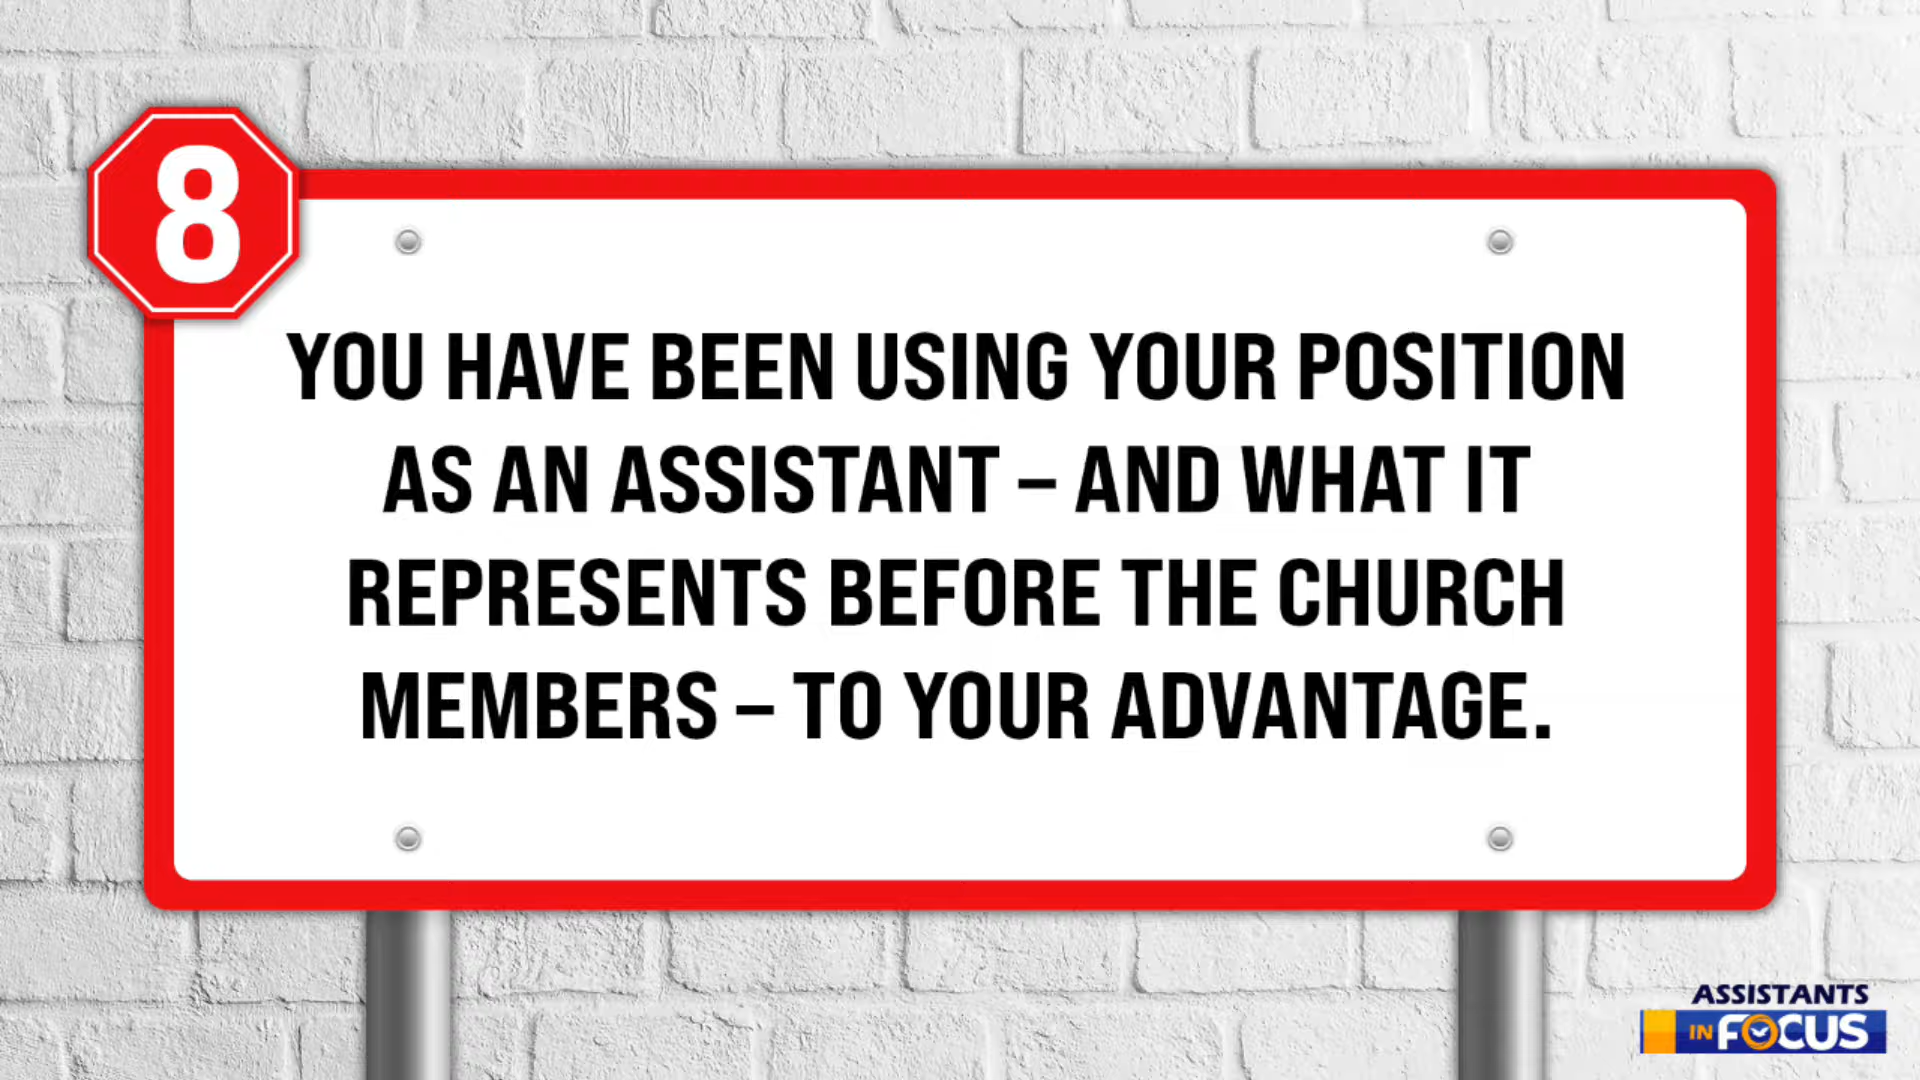 8
YOU HAVE BEEN USING YOUR POSITION
AS AN ASSISTANT – AND WHAT IT
REPRESENTS BEFORE THE CHURCH
MEMBERS – TO YOUR ADVANTAGE.
ASSISTANTS
IN FOCUS